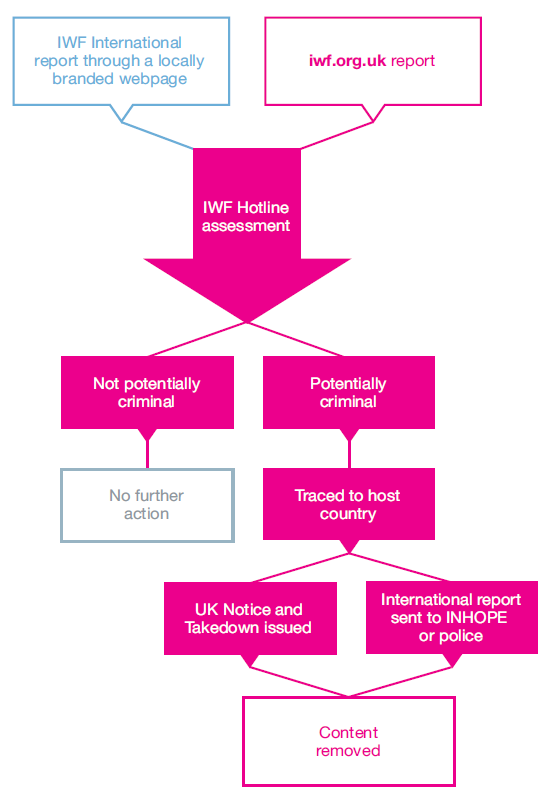 IWF International
report through a locally
branded webpage
iwf.org.uk report
IWF Hotline
assessment
Not potentially
criminal
Potentially
criminal
No further
action
Traced to host
country
UK Notice and
Takedown issued
International report
sent to INHOPE
or police
Content
removed